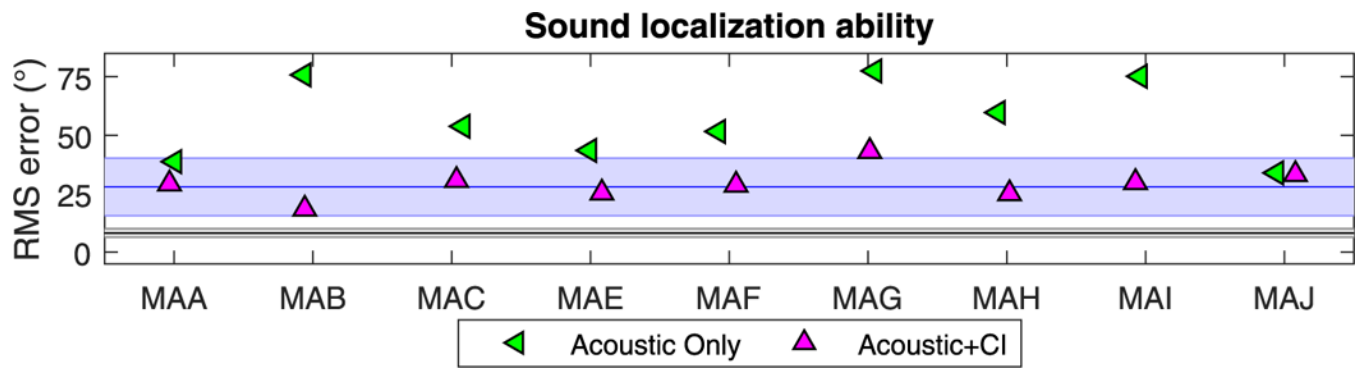 Sound localization ability
RMS error (°)
75
50
25
0
MAA MAB MAC MAE MAF MAG MAH MAI MAJ
Acoustic Only Acoustic+CI